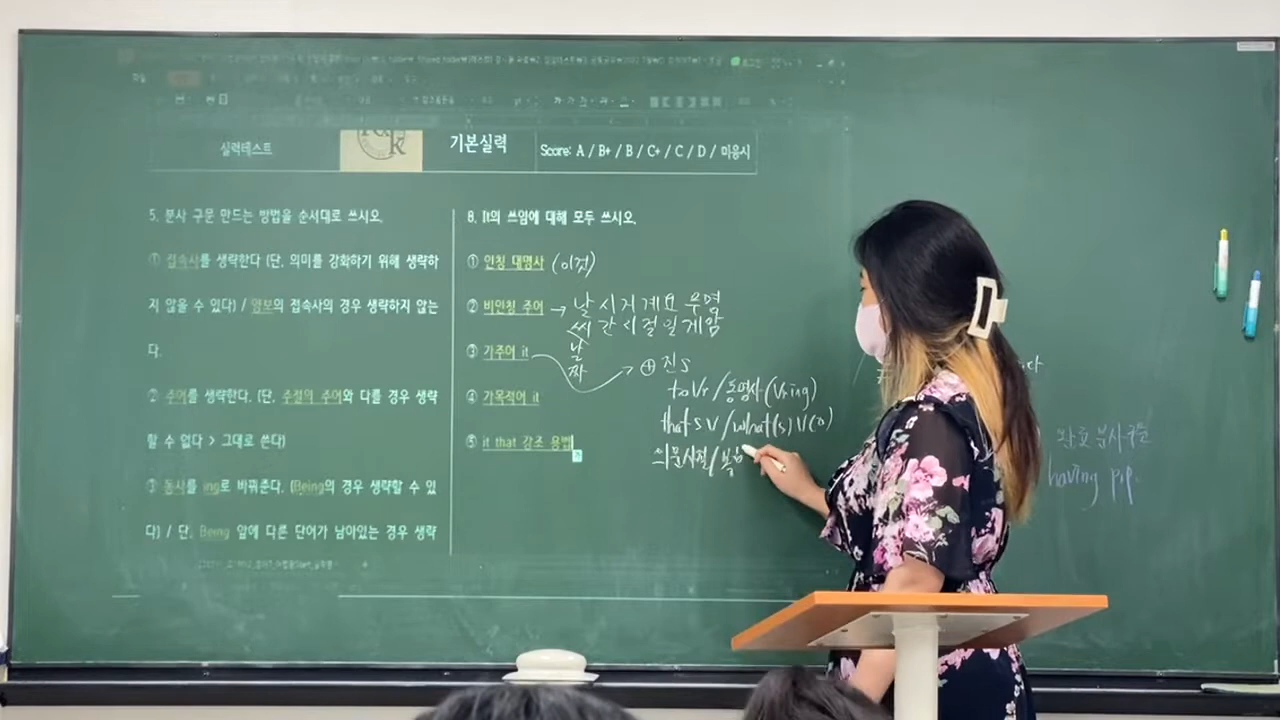 파일
실력테스트
기본실력
Score: A / B+ / B / C+ / C / D / 미응시
5. 분사 구문 만드는 방법을 순서대로 쓰시오.
① 접속사를 생략한다 (단, 의미를 강화하기 위해 생략하
지 않을 수 있다) / 양보의 접속사의 경우 생략하지 않는
다.
② 주어를 생략한다. (단, 주절의 주어와 다를 경우 생략
할 수 없다 > 그대로 쓴다)
③ 동사를 ing로 바꿔준다. (Being의 경우 생략할 수 있
다) / 단, Being 앞에 다른 단어가 남아있는 경우 생략
8. It의 쓰임에 대해 모두 쓰시오.
① 인칭 대명사 (이것)
② 비인칭 주어 → 날시거계요우명
씨간리절일계암
날
짜
③ 가주어 it → ⊕ 진S
to Vr / 동명사(Ving)
that S V / what (s) V (o)
의문사절 / 복
④ 가목적어 it
⑤ it that 강조 용법
완료 분사구문
having p.p.